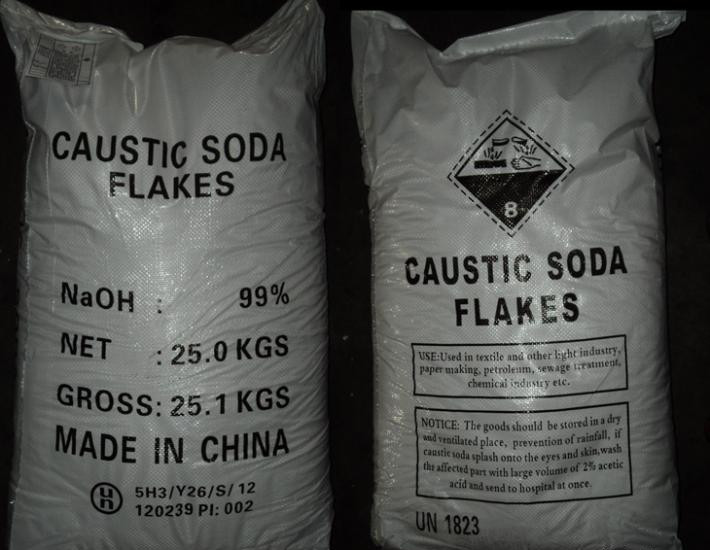 CAUSTIC SODA
FLAKES
NaOH : 99%
NET : 25.0 KGS
GROSS: 25.1 KGS
MADE IN CHINA
UN 5H3/Y26/S/12
120239 PI: 002
8
CAUSTIC SODA
FLAKES
USE:Used in textile and other light industry,
paper making, petroleum, sewage treatment,
chemical industry etc.
NOTICE: The goods should be stored in a dry
and ventilated place, prevention of rainfall, if
caustic soda splash onto the eyes and skin,wash
the affected part with large volume of 2% acetic
acid and send to hospital at once.
UN 1823